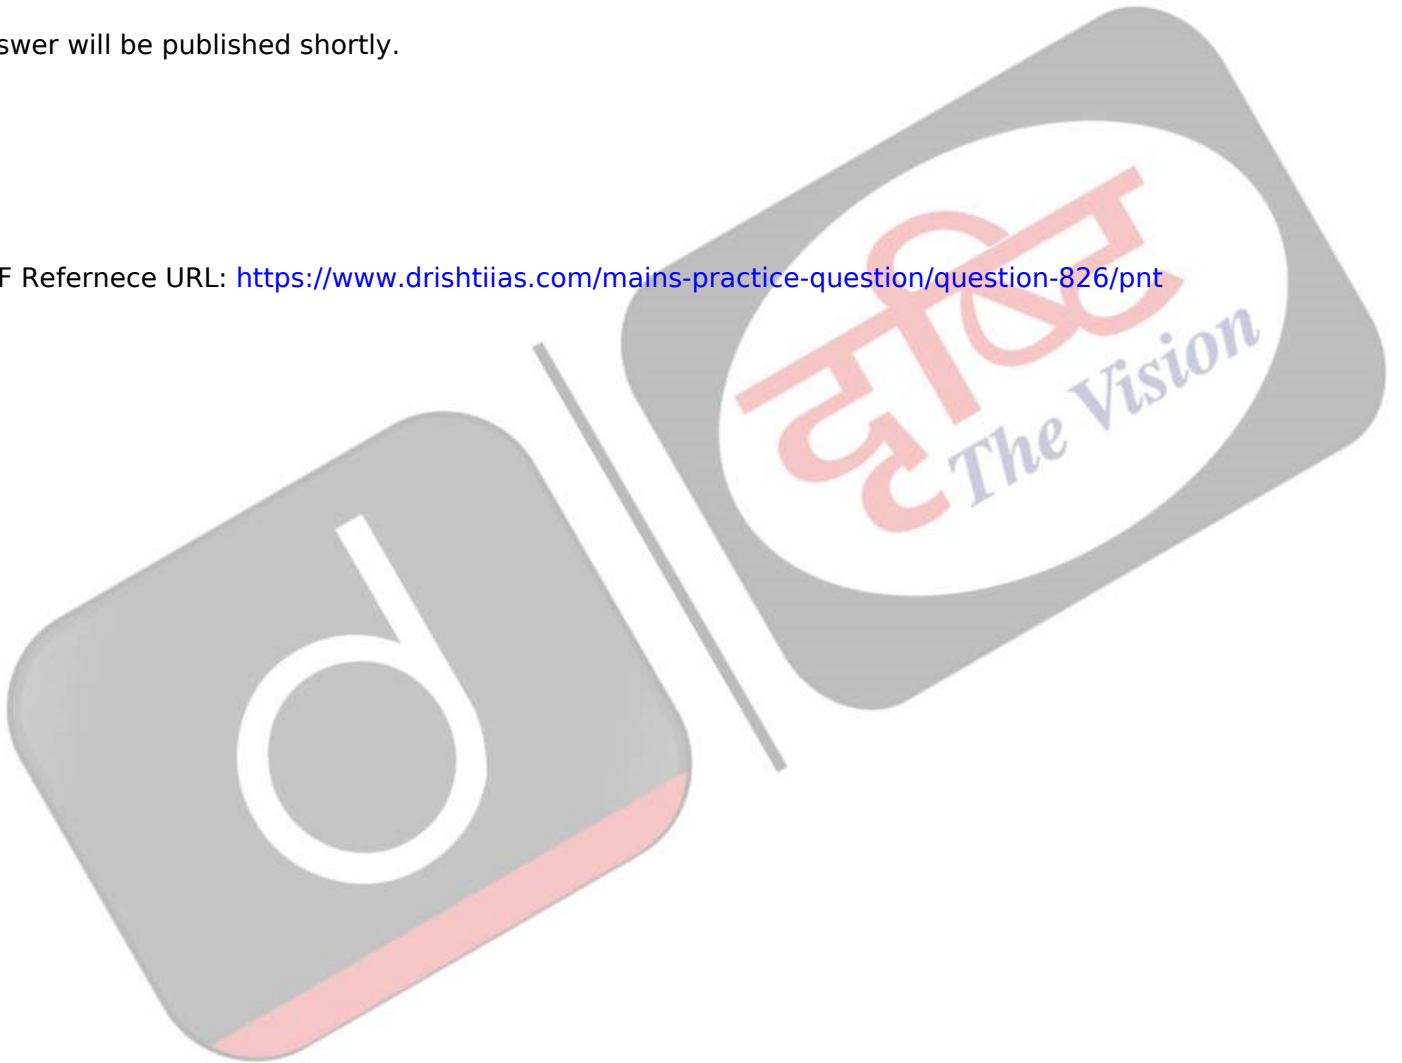 swer will be published shortly.
F Refernece URL: https://www.drishtiias.com/mains-practice-question/question-826/pnt
दृष्टि
The Vision
d